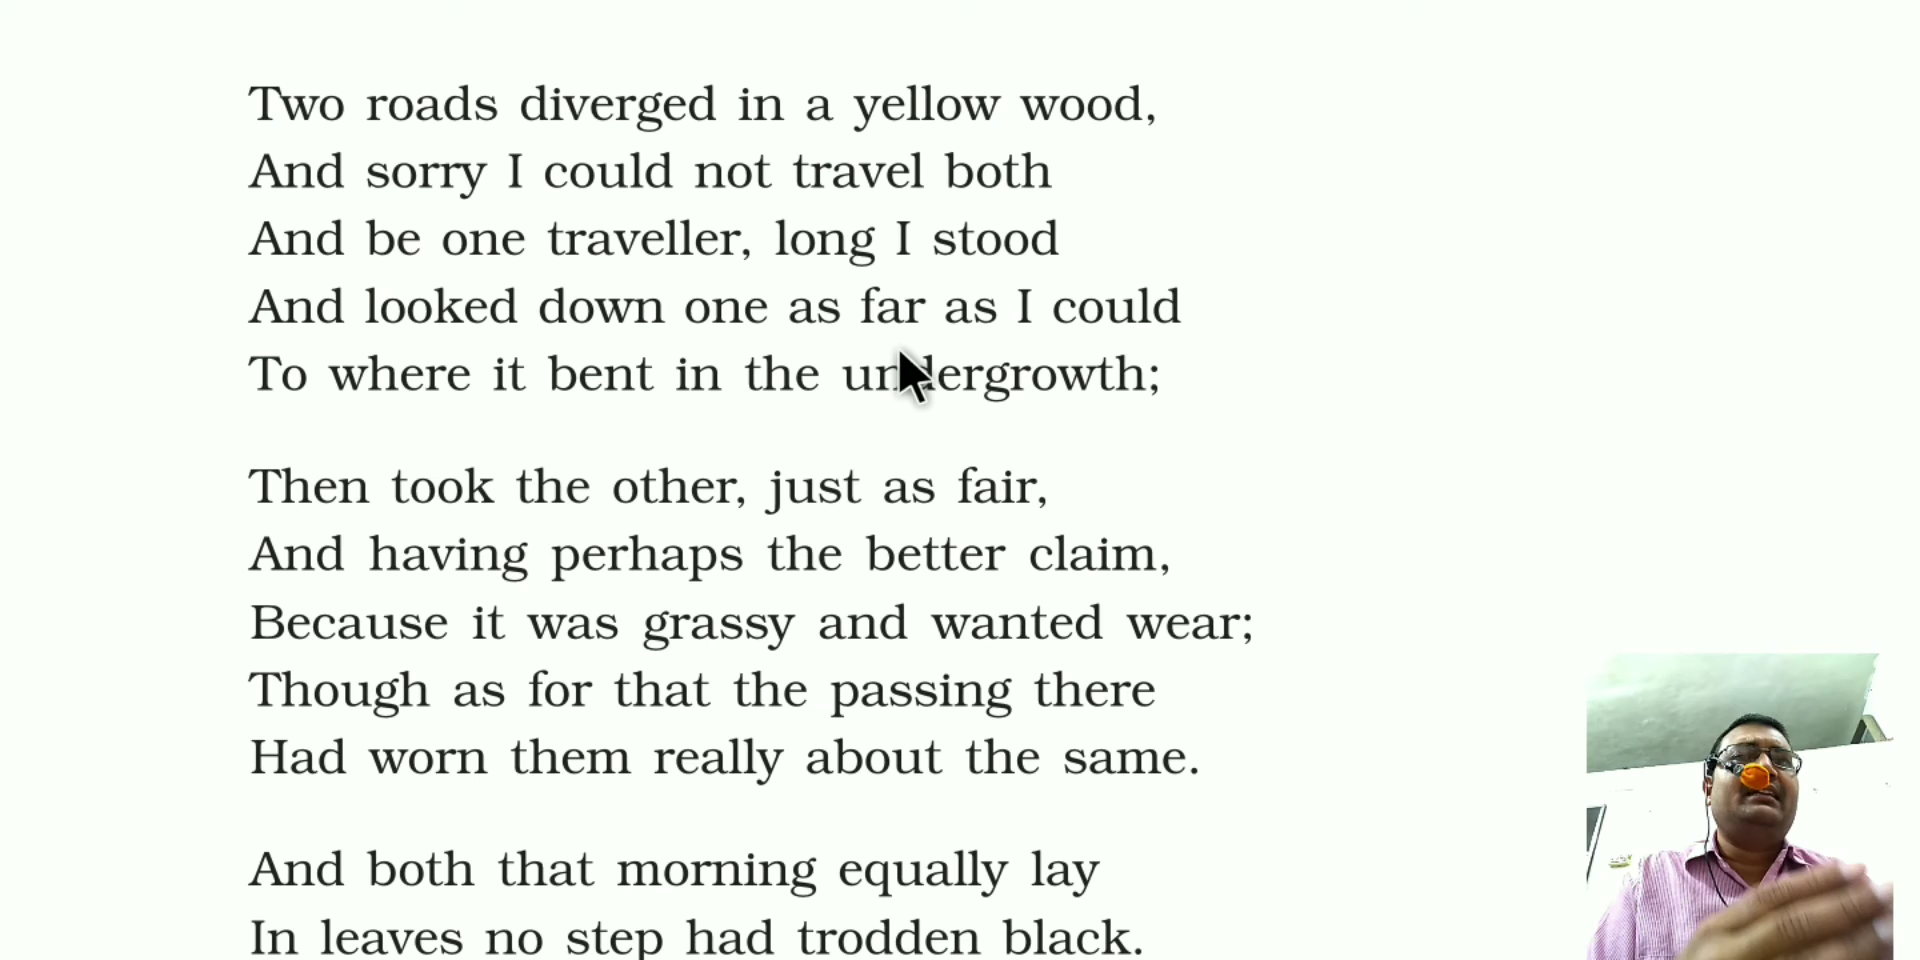 Two roads diverged in a yellow wood,
And sorry I could not travel both
And be one traveller, long I stood
And looked down one as far as I could
To where it bent in the undergrowth;
Then took the other, just as fair,
And having perhaps the better claim,
Because it was grassy and wanted wear;
Though as for that the passing there
Had worn them really about the same.
And both that morning equally lay
In leaves no step had trodden black.